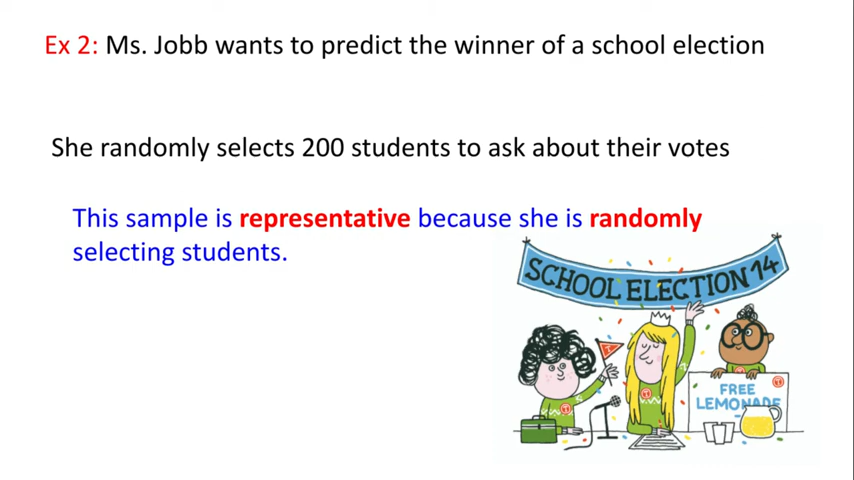 Ex 2: Ms. Jobb wants to predict the winner of a school election
She randomly selects 200 students to ask about their votes
This sample is representative because she is randomly
selecting students.
SCHOOL ELECTION 14
FREE
LEMONADE